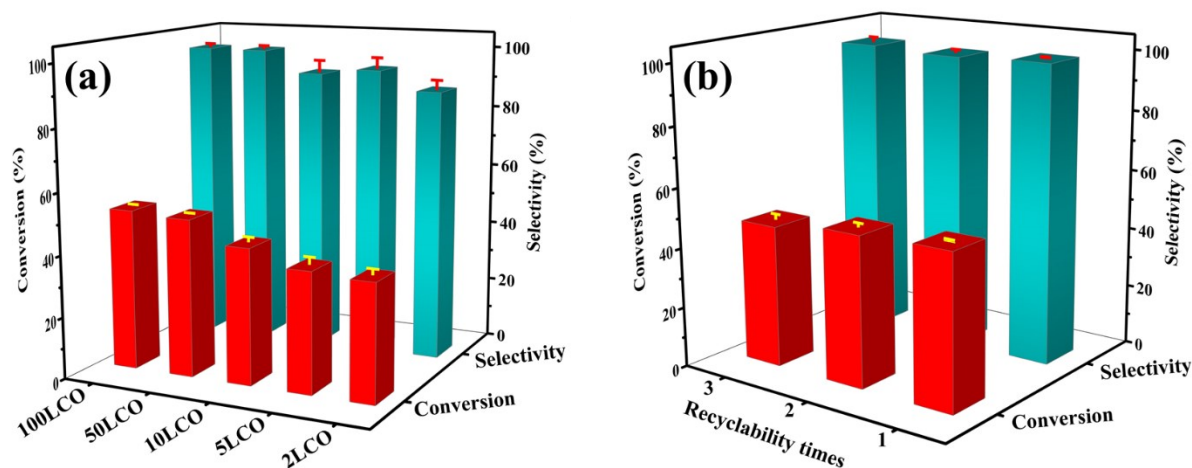 (a)
Conversion (%)
100
80
60
40
20
0
100LCO
50LCO
10LCO
5LCO
2LCO
Conversion
Selectivity
Selectivity (%)
100
80
60
40
20
0
(b)
Conversion (%)
100
80
60
40
20
0
3
2
1
Recyclability times
Conversion
Selectivity
Selectivity (%)
100
80
60
40
20
0